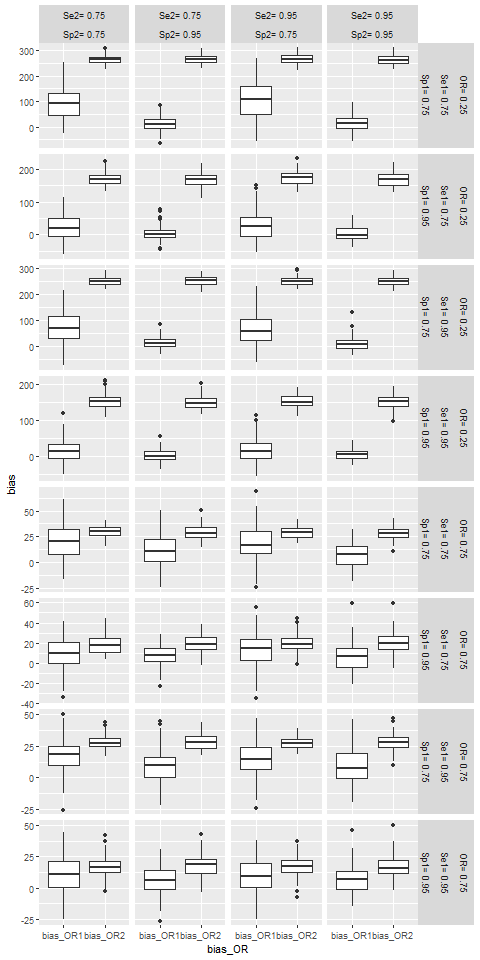 Se2= 0.75 Se2= 0.75 Se2= 0.95 Se2= 0.95
Sp2= 0.75 Sp2= 0.95 Sp2= 0.75 Sp2= 0.95
300
200
100
0
Sp1= 0.75
Se1= 0.75
OR= 0.25
200
100
0
Sp1= 0.95
Se1= 0.75
OR= 0.25
300
200
100
0
Sp1= 0.75
Se1= 0.95
OR= 0.25
200
100
0
Sp1= 0.95
Se1= 0.95
OR= 0.25
bias
50
25
0
-25
Sp1= 0.75
Se1= 0.75
OR= 0.75
60
40
20
0
-20
-40
Sp1= 0.95
Se1= 0.75
OR= 0.75
50
25
0
-25
Sp1= 0.75
Se1= 0.95
OR= 0.75
50
25
0
-25
Sp1= 0.95
Se1= 0.95
OR= 0.75
bias_OR1 bias_OR2 bias_OR1 bias_OR2 bias_OR1 bias_OR2 bias_OR1 bias_OR2
bias_OR